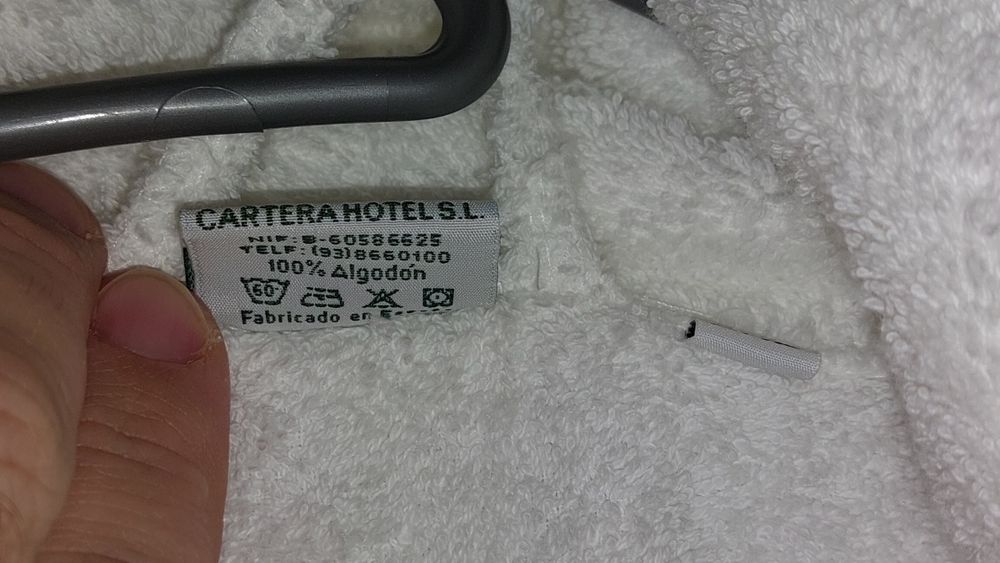 CARTERA HOTEL S.L.
NIF: B-60586625
TELF: (93)8660100
100% Algodón
60
Fabricado en